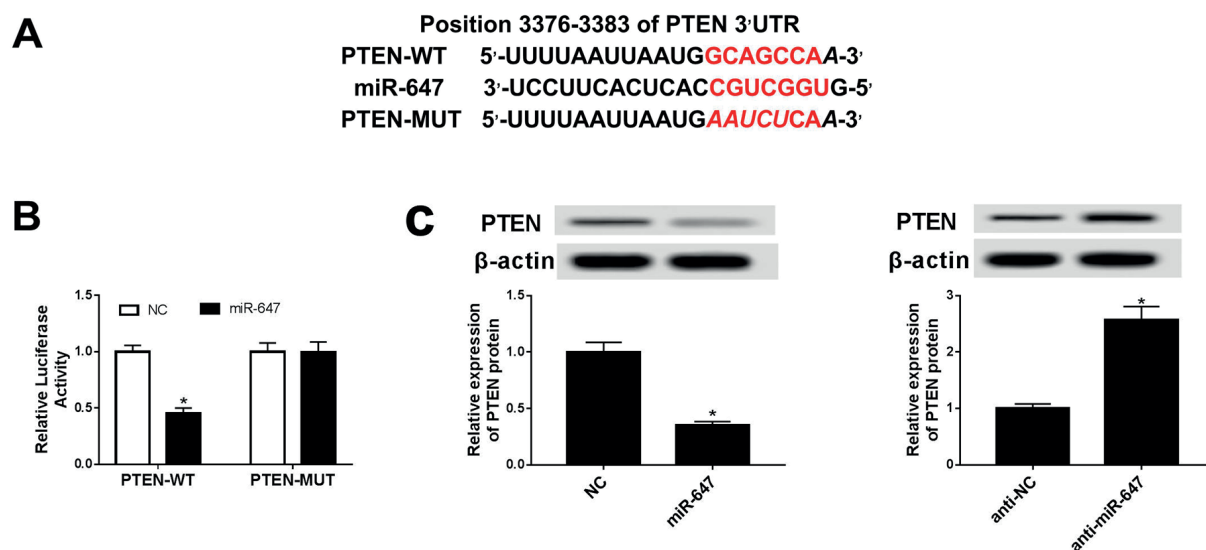 A
Position 3376-3383 of PTEN 3'UTR
PTEN-WT 5'-UUUUAAUUAAUGGCAGCCAA-3'
miR-647 3'-UCCUUCACUCACCGUCGGUG-5'
PTEN-MUT 5'-UUUUAAUUAAUGAAUCUCAA-3'
B
NC miR-647
Relative Luciferase
Activity
1.5
1.0
0.5
0.0
*
PTEN-WT PTEN-MUT
C
PTEN
β-actin
Relative expression
of PTEN protein
1.5
1.0
0.5
0.0
*
NC
miR-647
PTEN
β-actin
Relative expression
of PTEN protein
3
2
1
0
*
anti-NC
anti-miR-647